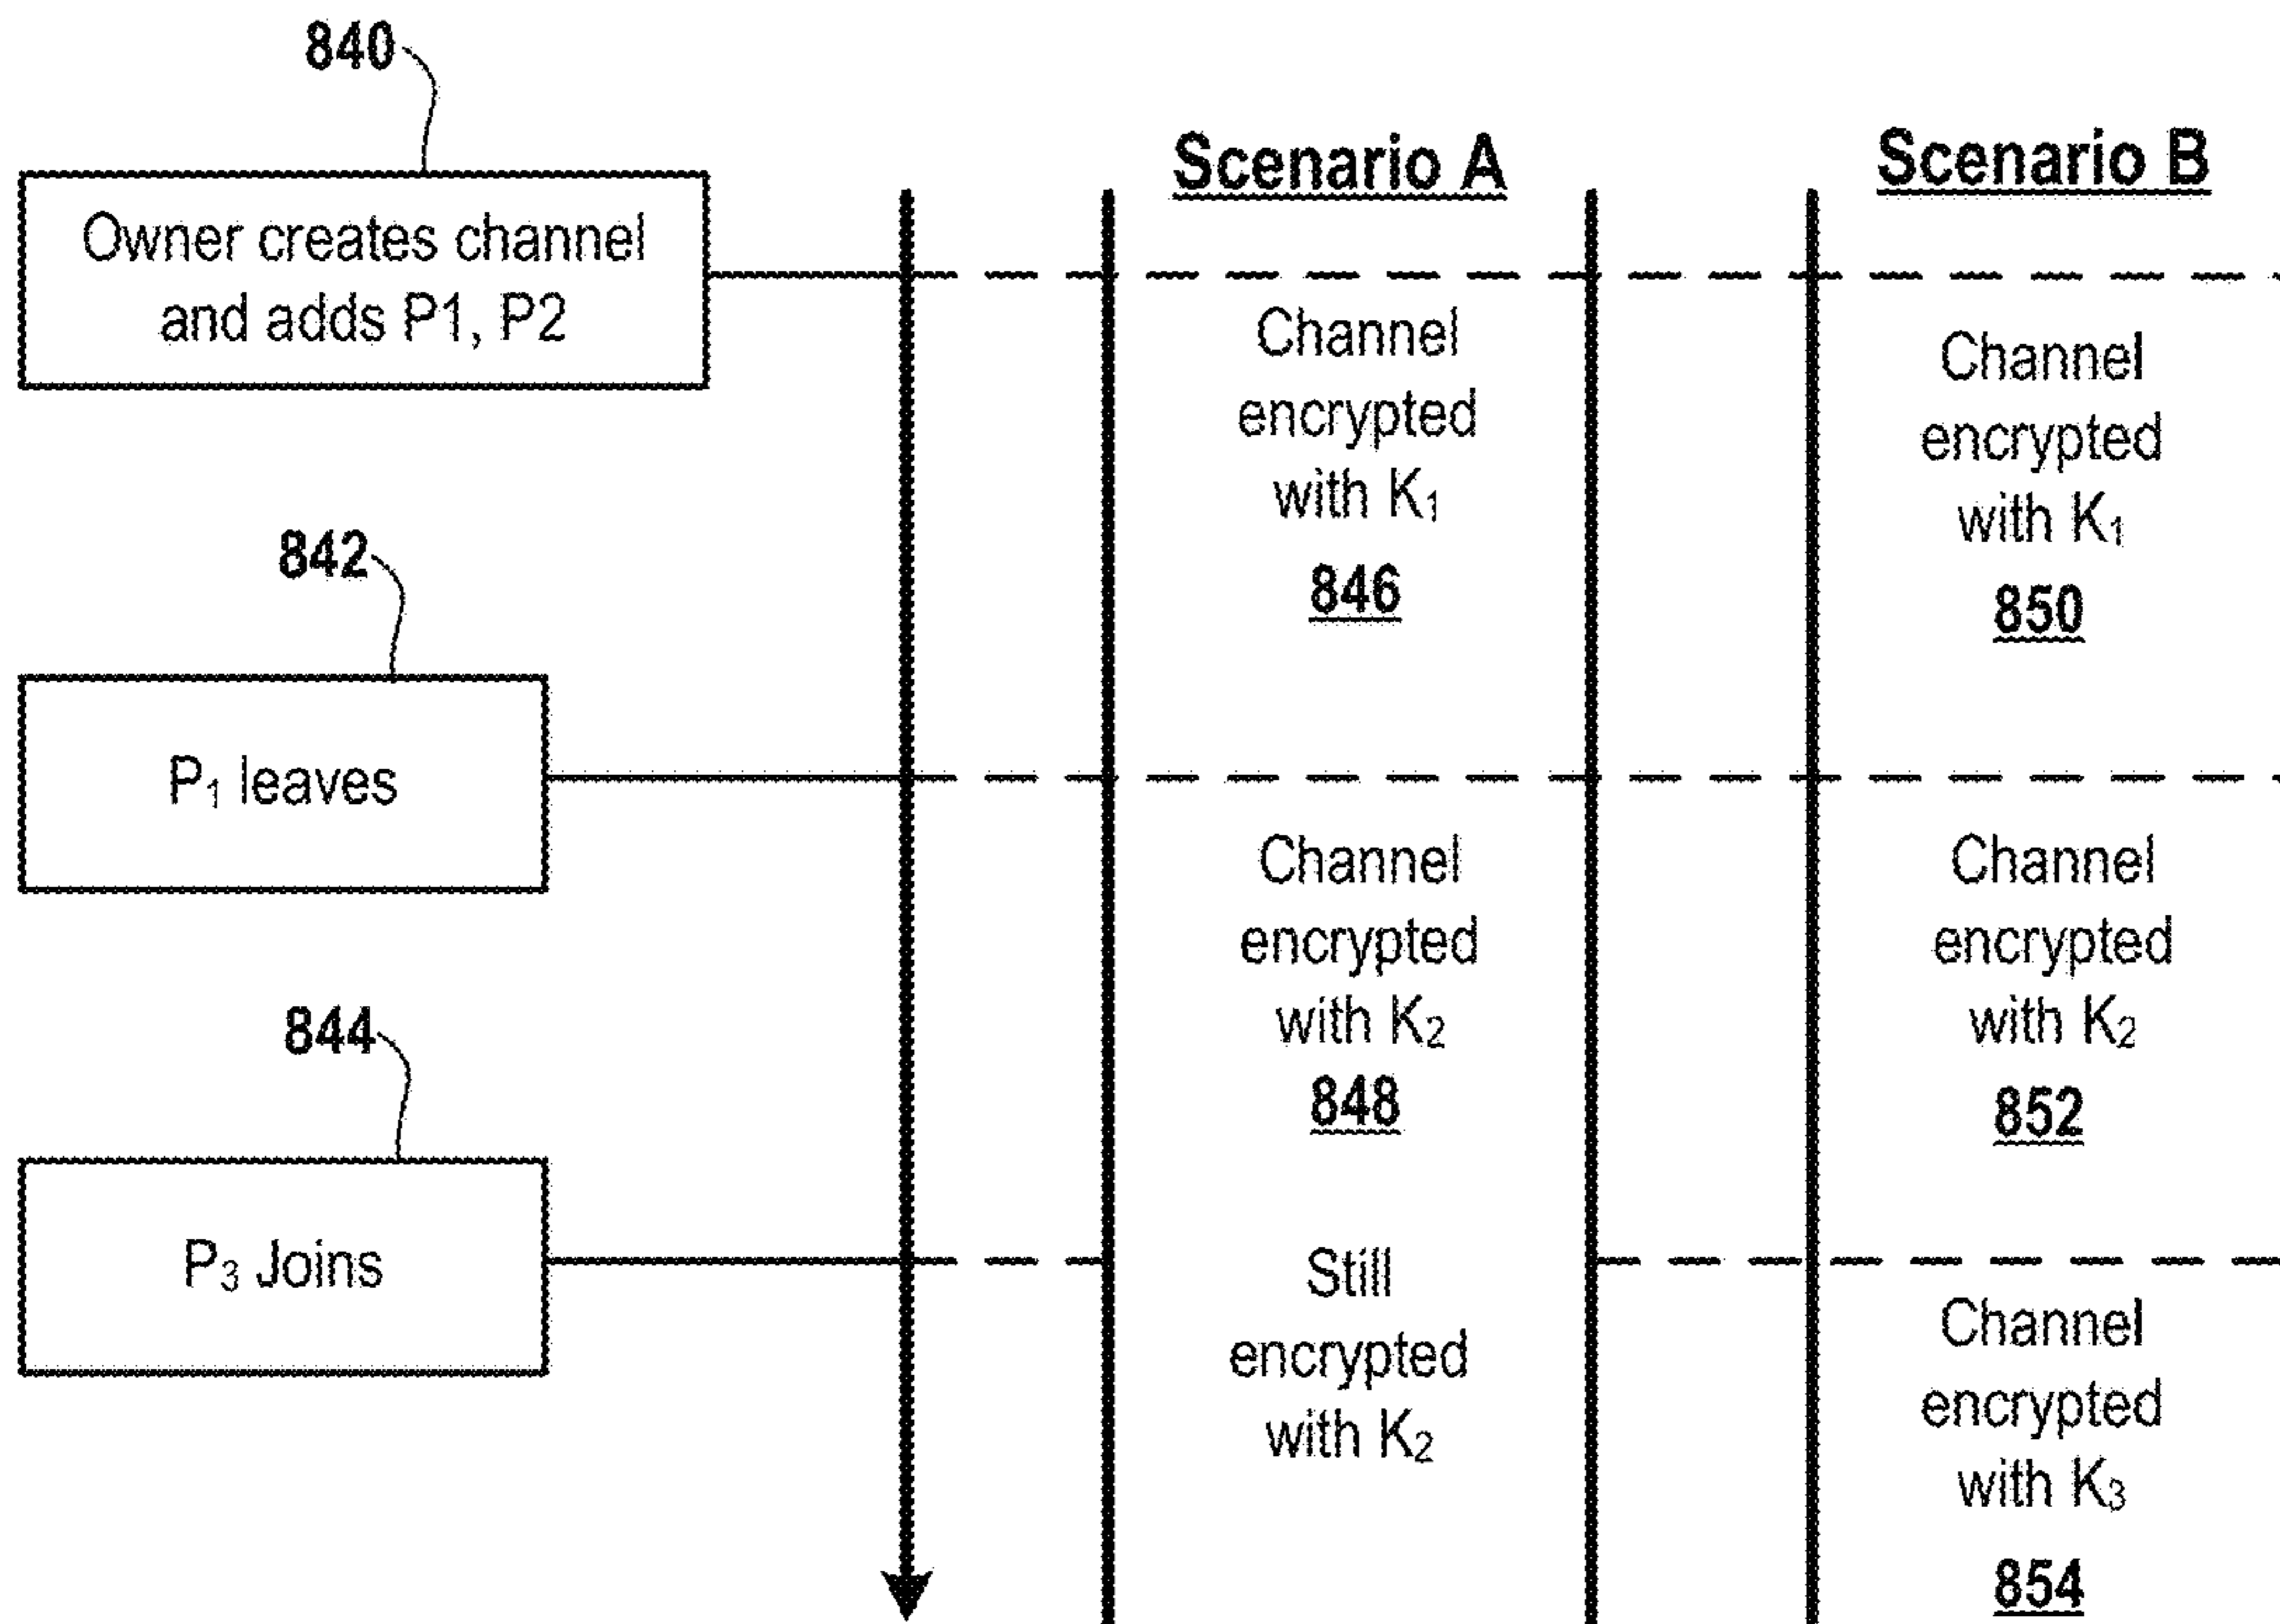 840
Owner creates channel
and adds P1, P2
842
P₁ leaves
844
P₃ Joins
Scenario A
Channel
encrypted
with K₁
846
Channel
encrypted
with K₂
848
Still
encrypted
with K₂
Scenario B
Channel
encrypted
with K₁
850
Channel
encrypted
with K₂
852
Channel
encrypted
with K₃
854